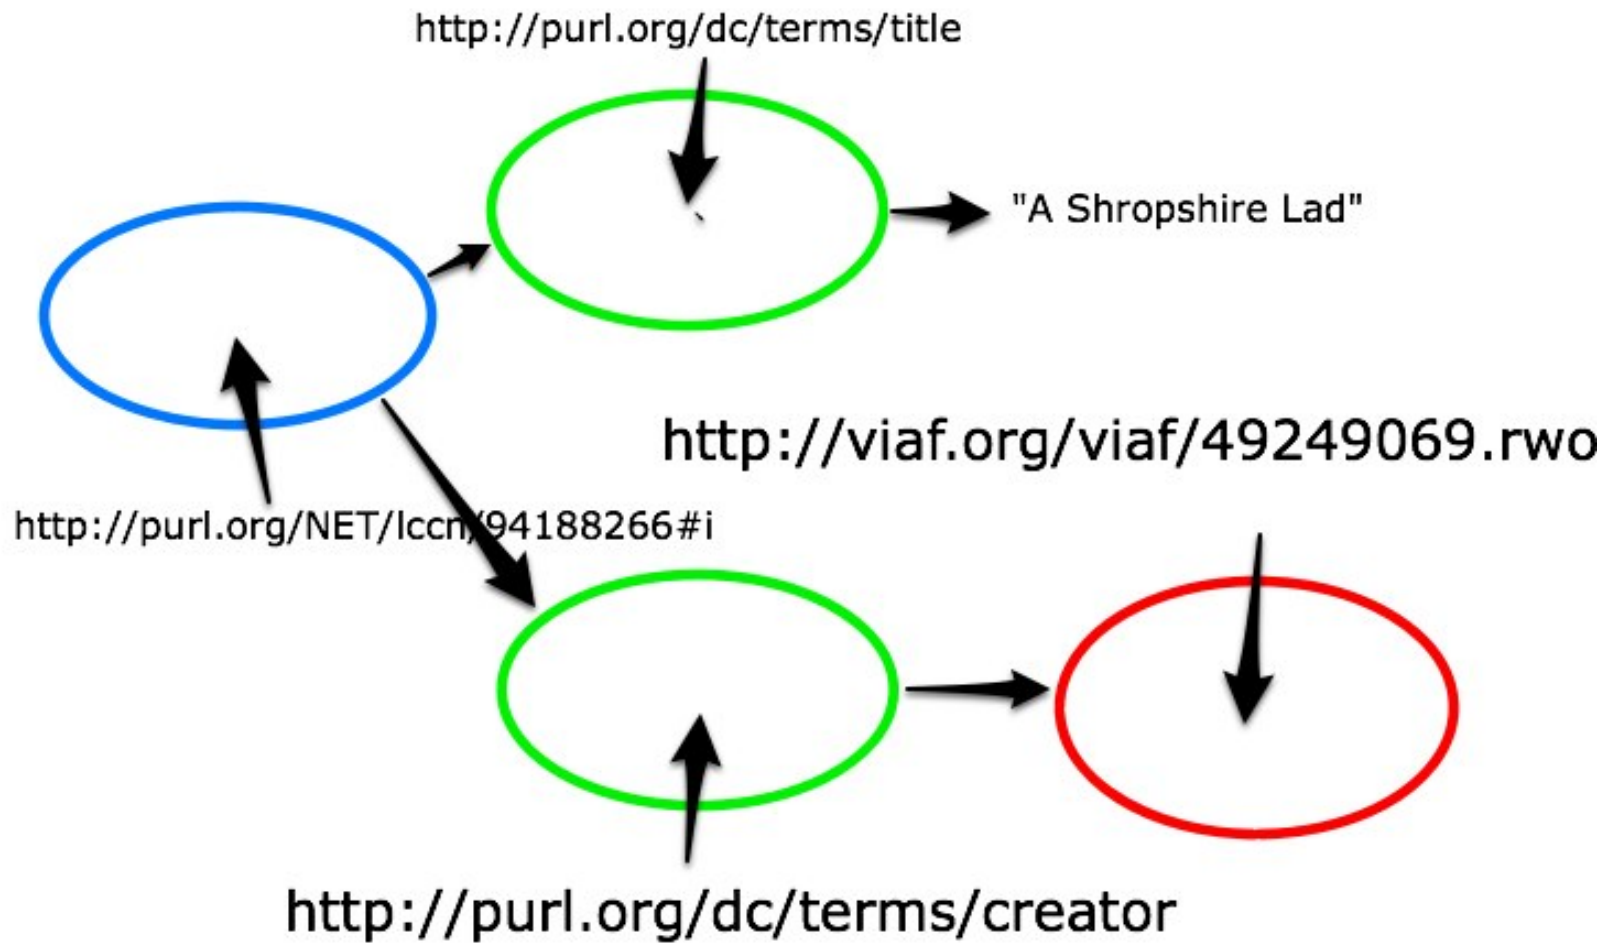 http://purl.org/dc/terms/title
"A Shropshire Lad"
http://viaf.org/viaf/49249069.rwo
http://purl.org/NET/lccn/94188266#i
http://purl.org/dc/terms/creator